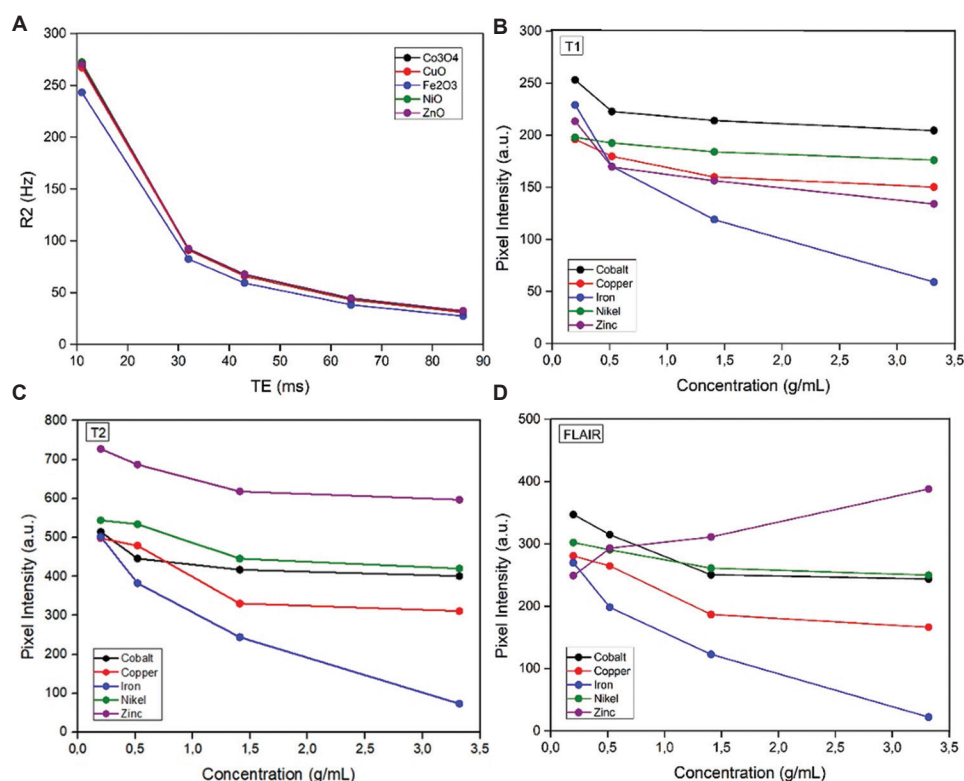 A
300
250
200
150
100
50
0
R2 (Hz)
Co3O4
CuO
Fe2O3
NiO
ZnO
10 20 30 40 50 60 70 80 90
TE (ms)
B
300
250
200
150
100
50
0
Pixel Intensity (a.u.)
T1
Cobalt
Copper
Iron
Nikel
Zinc
0,0 0,5 1,0 1,5 2,0 2,5 3,0 3,5
Concentration (g/mL)
C
800
700
600
500
400
300
200
100
0
Pixel Intensity (a.u.)
T2
Cobalt
Copper
Iron
Nikel
Zinc
0,0 0,5 1,0 1,5 2,0 2,5 3,0 3,5
Concentration (g/mL)
D
500
400
300
200
100
0
Pixel Intensity (a.u.)
FLAIR
Cobalt
Copper
Iron
Nikel
Zinc
0,0 0,5 1,0 1,5 2,0 2,5 3,0 3,5
Concentration (g/mL)